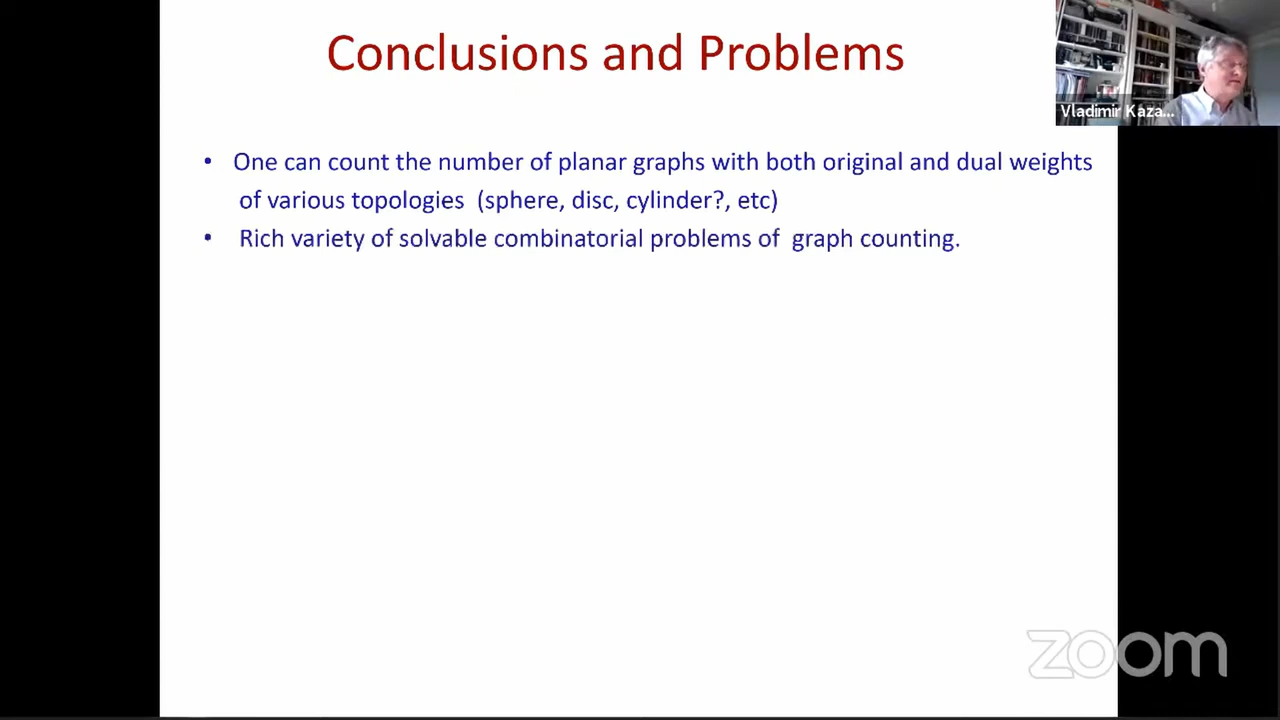 Conclusions and Problems
Vladimir Kaza...
• One can count the number of planar graphs with both original and dual weights
of various topologies (sphere, disc, cylinder?, etc)
• Rich variety of solvable combinatorial problems of graph counting.
zoom